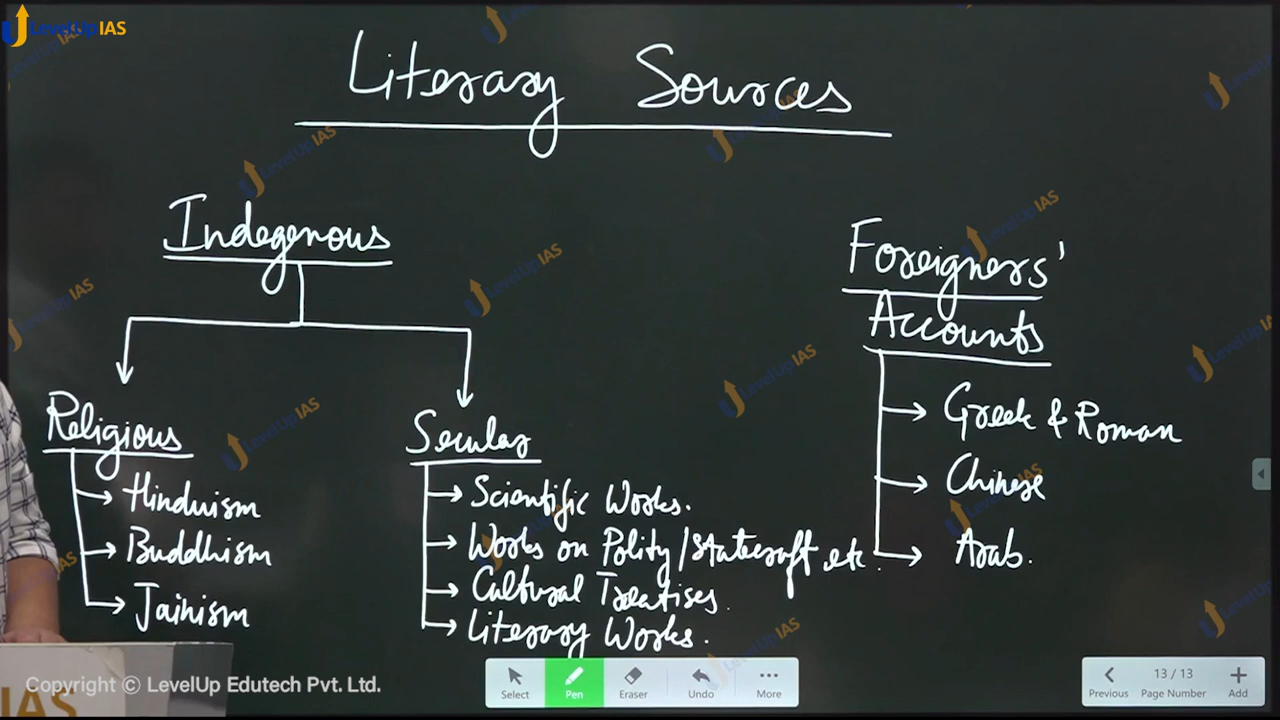 LevelUp IAS
Literary Sources
Indegenous
Foreigners'
Accounts
Religious
Hinduism
Buddhism
Jainism
Secular
Scientific Works.
Works on Polity/Statecraft etc.
Cultural Treatises.
Literary Works.
Greek & Roman
Chinese
Arab.
Copyright © LevelUp Edutech Pvt. Ltd.
IAS
Select
Pen
Eraser
Undo
More
Previous
13 / 13
Page Number
Add